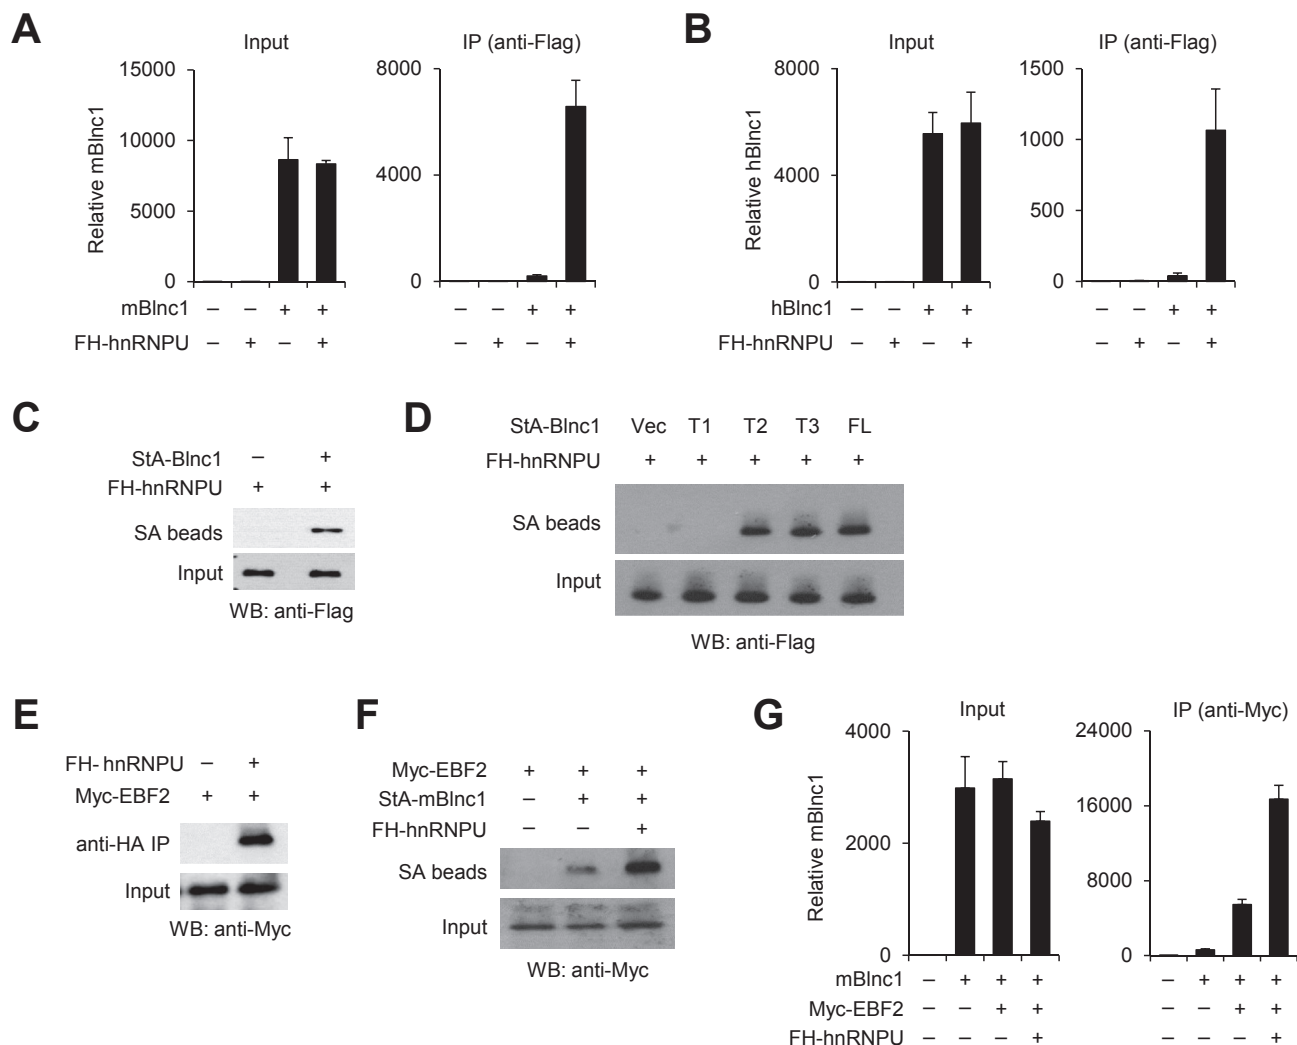 A
Input
IP (anti-Flag)
Relative mBlnc1
15000
10000
5000
0
8000
4000
0
mBlnc1 – – + + – – + +
FH-hnRNPU – + – + – + – +
B
Input
IP (anti-Flag)
Relative hBlnc1
8000
4000
0
1500
1000
500
0
hBlnc1 – – + + – – + +
FH-hnRNPU – + – + – + – +
C
StA-Blnc1 – +
FH-hnRNPU + +
SA beads
Input
WB: anti-Flag
D
StA-Blnc1 Vec T1 T2 T3 FL
FH-hnRNPU + + + + +
SA beads
Input
WB: anti-Flag
E
FH- hnRNPU – +
Myc-EBF2 + +
anti-HA IP
Input
WB: anti-Myc
F
Myc-EBF2 + + +
StA-mBlnc1 – + +
FH-hnRNPU – – +
SA beads
Input
WB: anti-Myc
G
Input
IP (anti-Myc)
Relative mBlnc1
4000
2000
0
24000
16000
8000
0
mBlnc1 – + + + – + + +
Myc-EBF2 – – + + – – + +
FH-hnRNPU – – – + – – – +